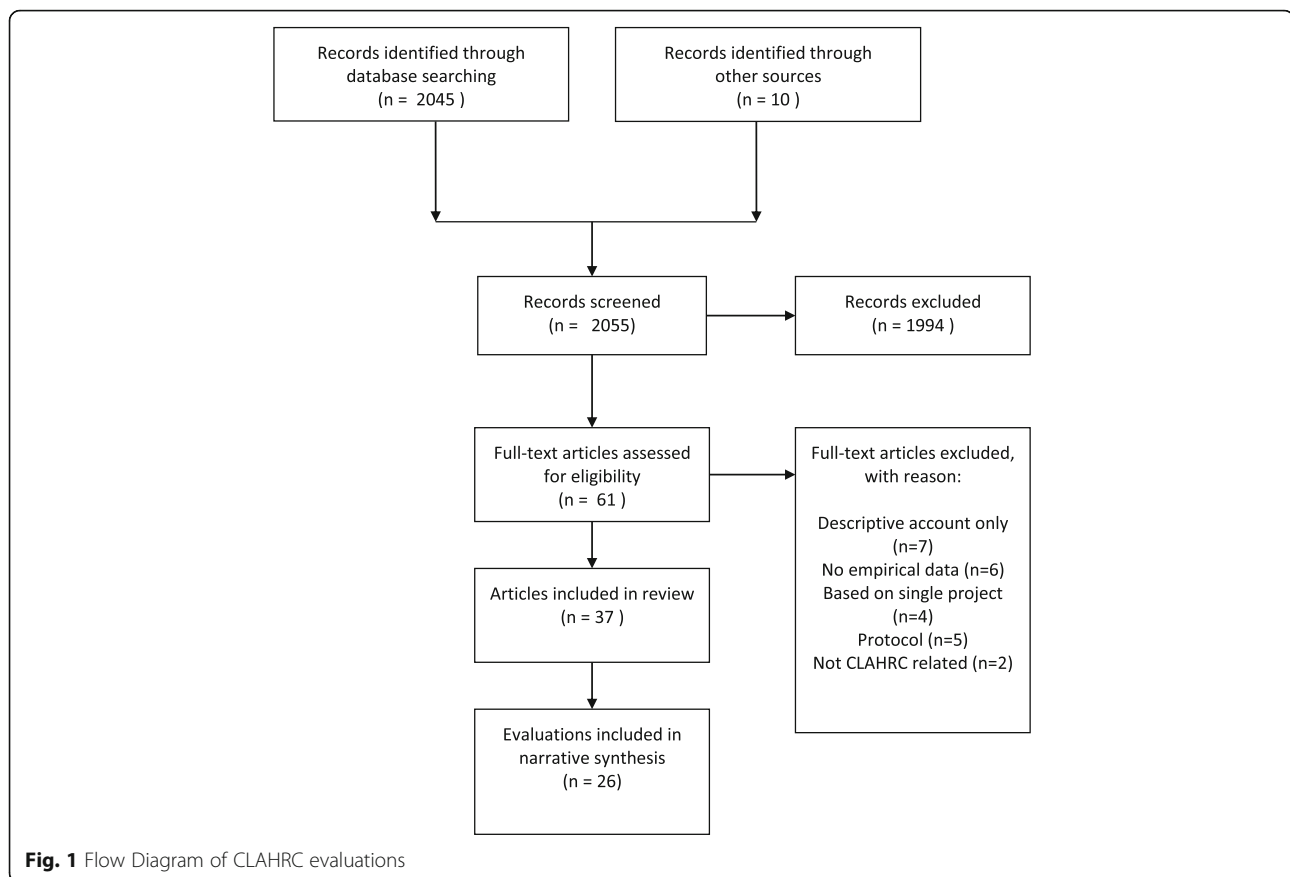 Records identified through
database searching
(n = 2045 )
Records identified through
other sources
(n = 10 )
Records screened
(n = 2055)
Records excluded
(n = 1994 )
Full-text articles assessed
for eligibility
(n = 61 )
Full-text articles excluded,
with reason:
Descriptive account only
(n=7)
No empirical data (n=6)
Based on single project
(n=4)
Protocol (n=5)
Not CLAHRC related (n=2)
Articles included in review
(n = 37 )
Evaluations included in
narrative synthesis
(n = 26)
Fig. 1 Flow Diagram of CLAHRC evaluations